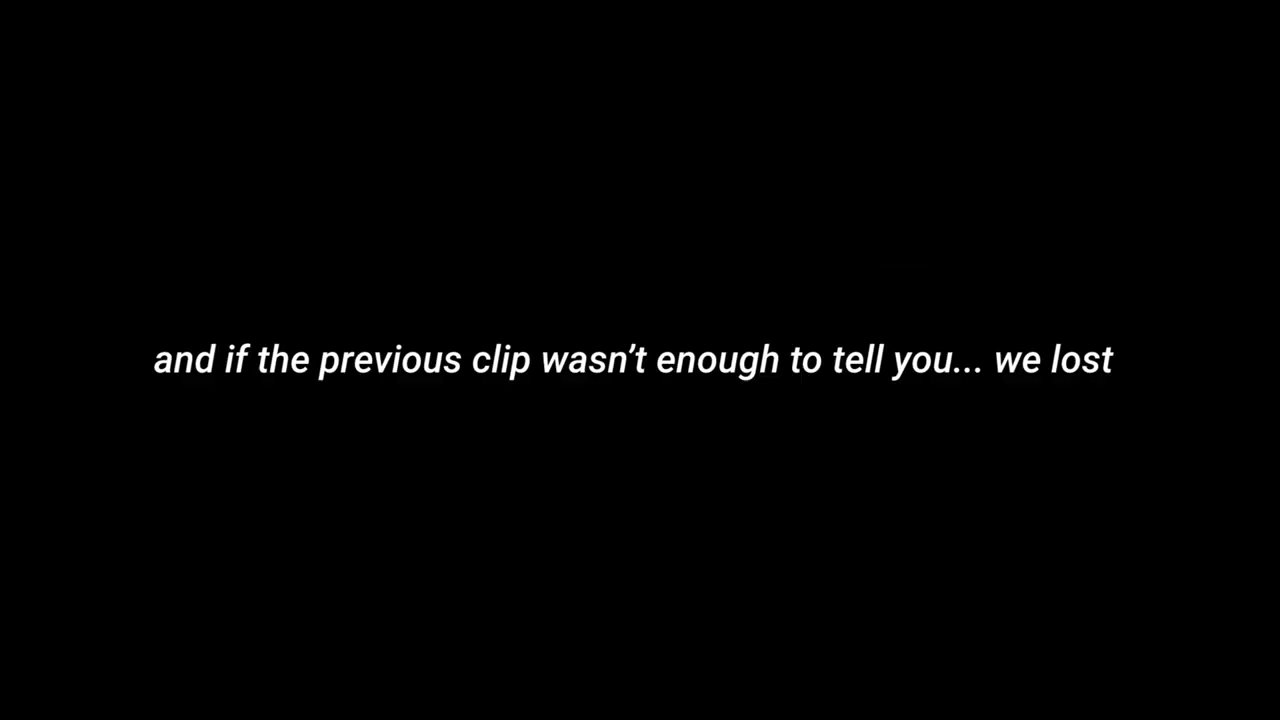 and if the previous clip wasn’t enough to tell you... we lost